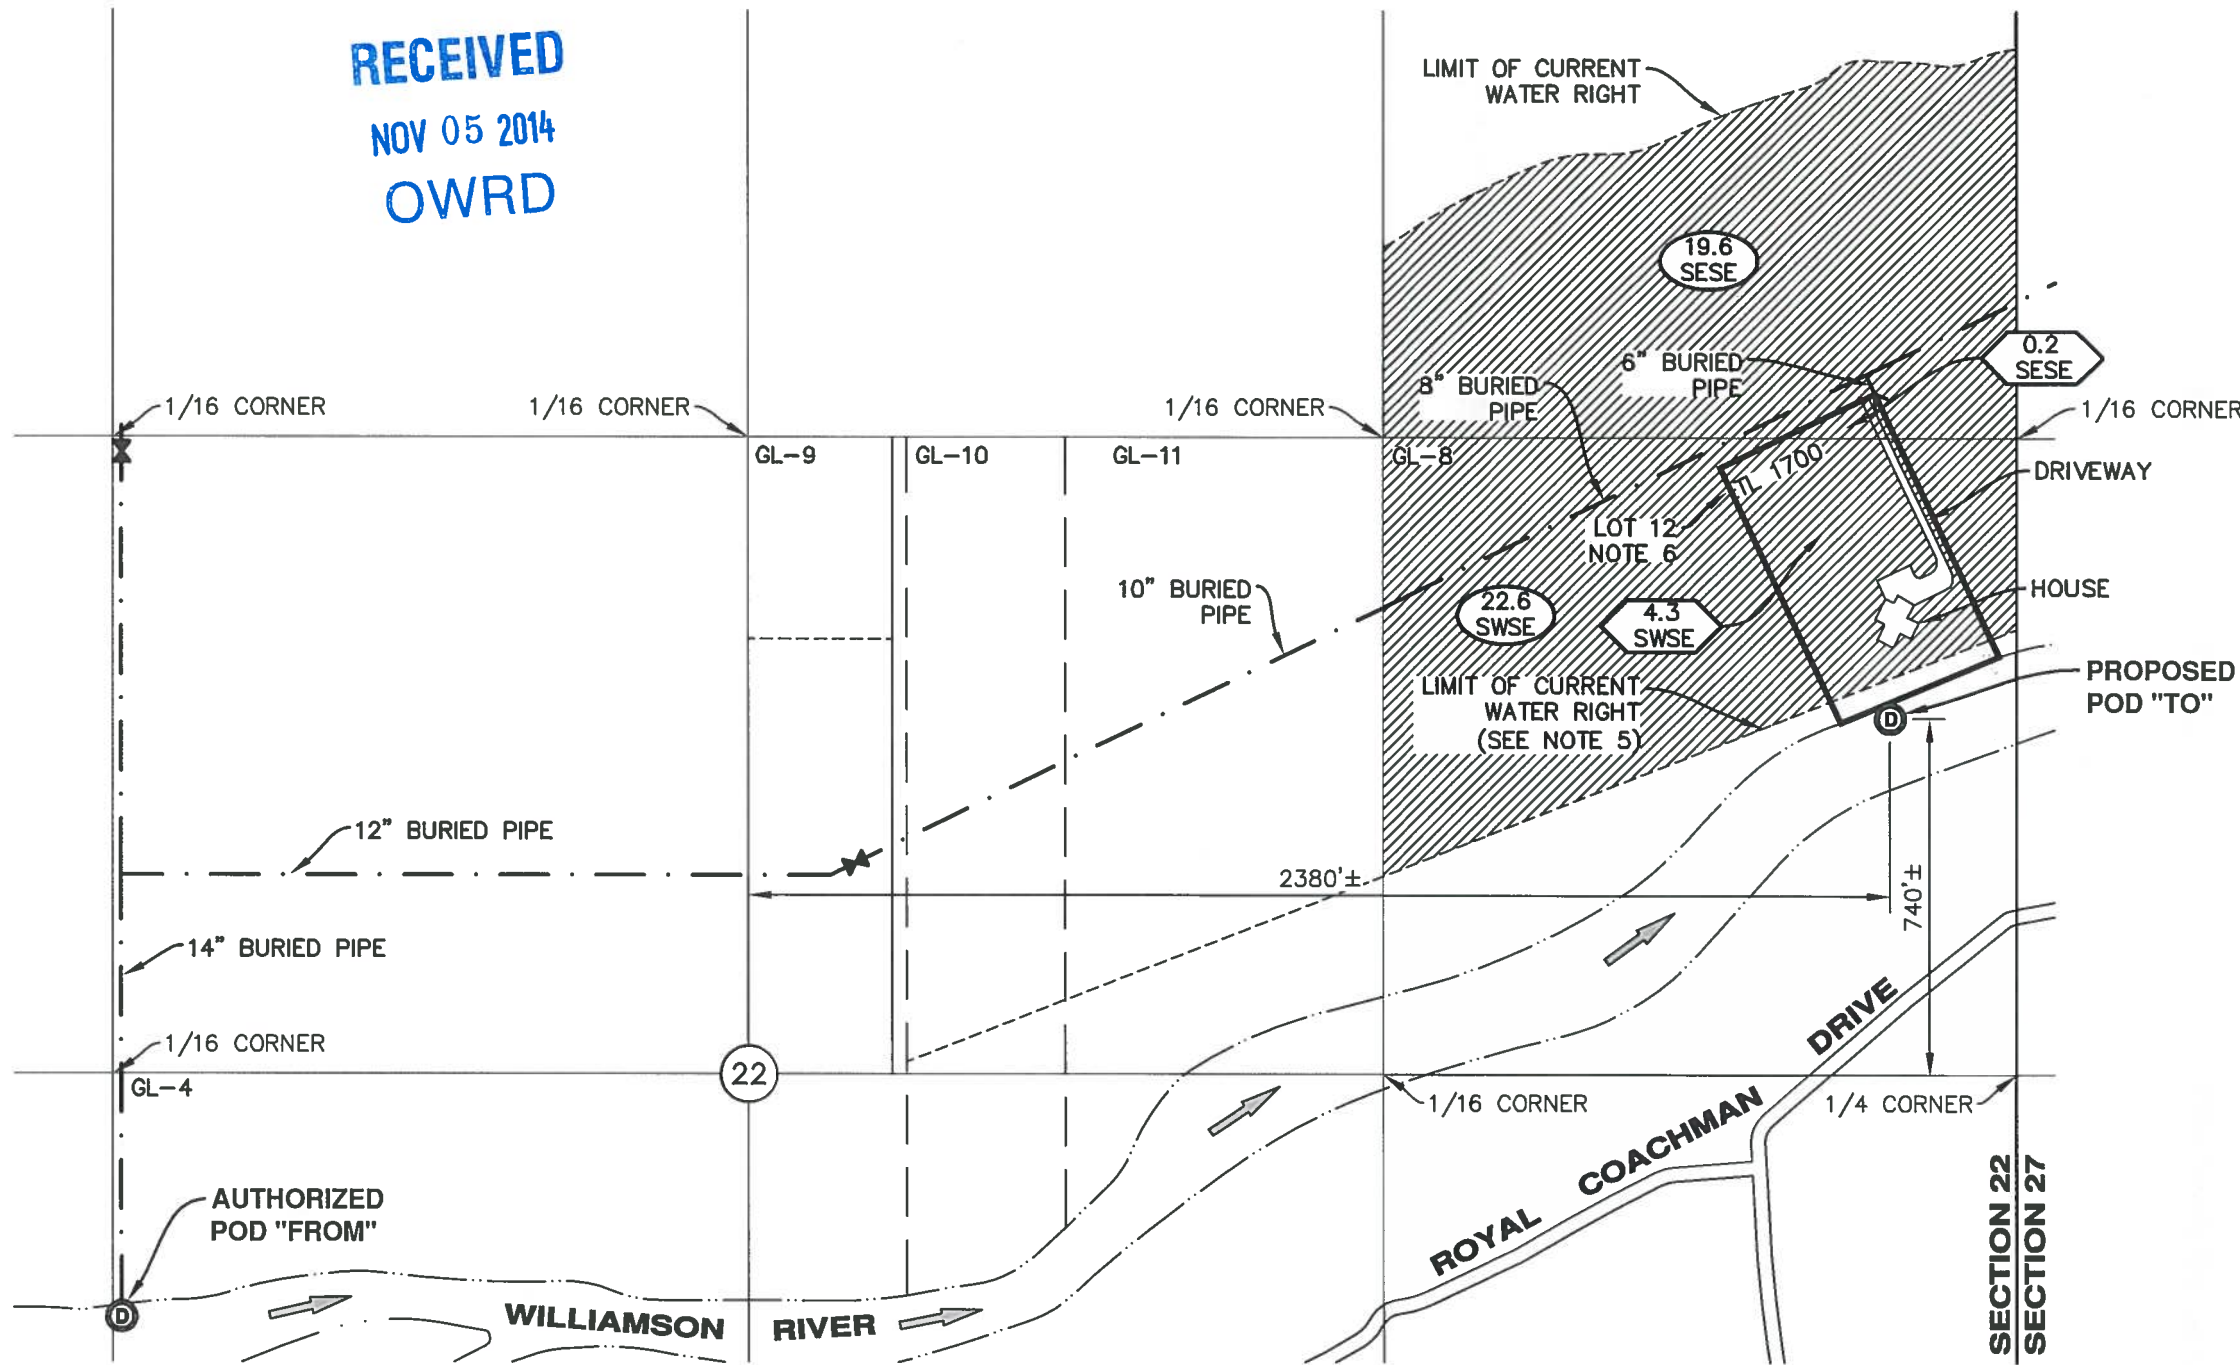 RECEIVED
NOV 05 2014
OWRD
LIMIT OF CURRENT
WATER RIGHT
19.6
SESE
0.2
SESE
6" BURIED
PIPE
8" BURIED
PIPE
1/16 CORNER
1/16 CORNER
1/16 CORNER
1/16 CORNER
GL-9
GL-10
GL-11
GL-8
TL 1700
DRIVEWAY
LOT 12
NOTE 6
10" BURIED
PIPE
22.6
SWSE
4.3
SWSE
HOUSE
LIMIT OF CURRENT
WATER RIGHT
(SEE NOTE 5)
PROPOSED
POD "TO"
D
12" BURIED PIPE
2380'±
740'±
14" BURIED PIPE
1/16 CORNER
GL-4
22
1/16 CORNER
1/4 CORNER
ROYAL COACHMAN DRIVE
AUTHORIZED
POD "FROM"
D
WILLIAMSON RIVER
SECTION 22
SECTION 27